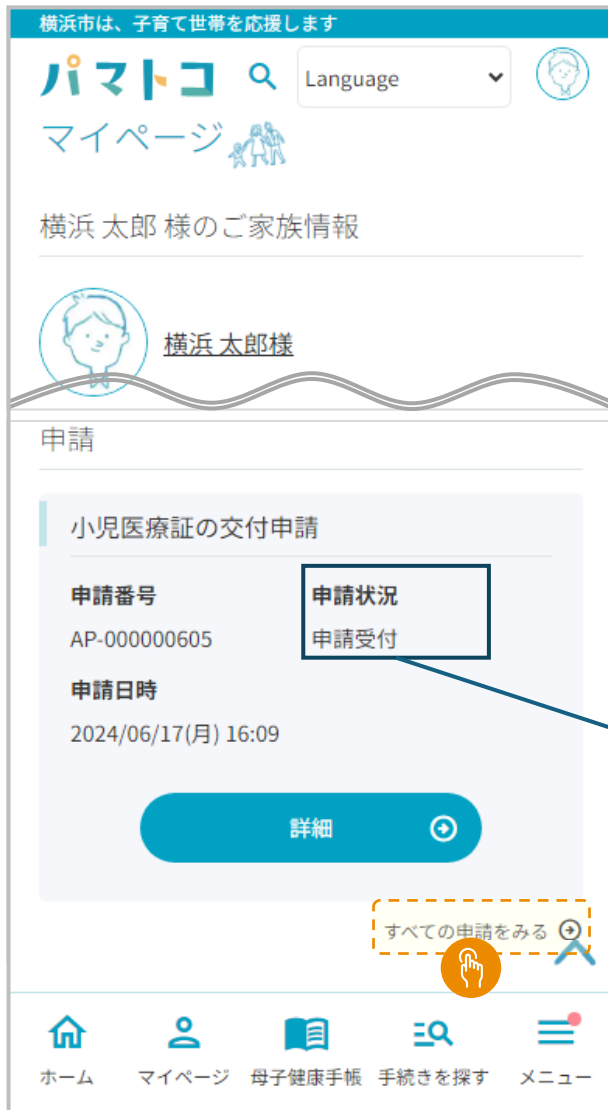 横浜市は、子育て世帯を応援します
パマトコ
Language
マイページ
横浜 太郎 様のご家族情報
横浜 太郎様
申請
小児医療証の交付申請
申請番号 申請状況
AP-000000605 申請受付
申請日時
2024/06/17(月) 16:09
詳細
すべての申請をみる
ホーム マイページ 母子健康手帳 手続きを探す メニュー